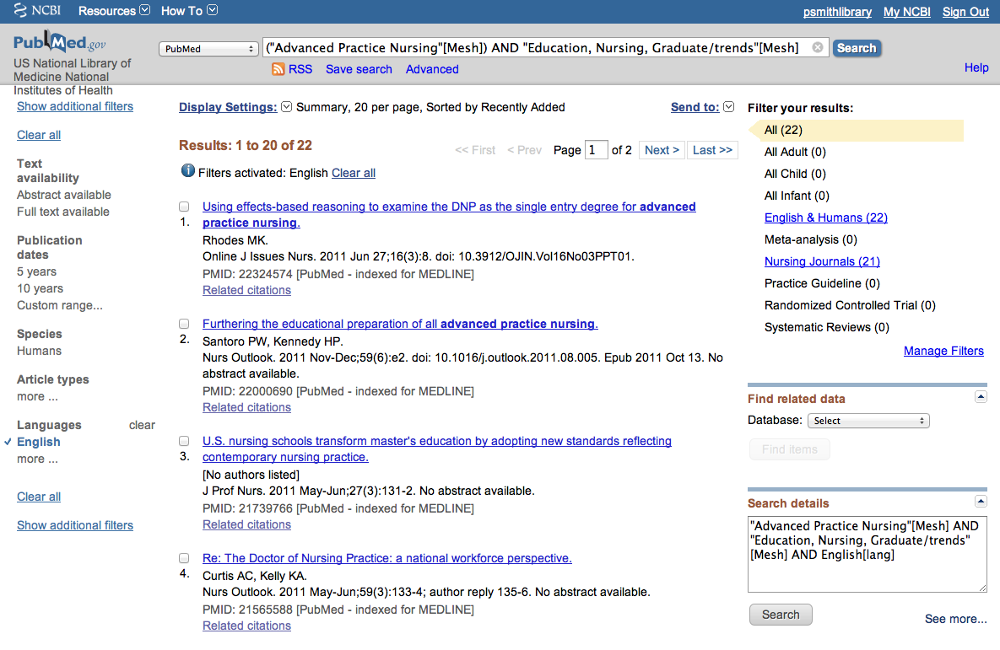 NCBI Resources How To psmithlibrary My NCBI Sign Out
PubMed.gov
US National Library of
Medicine National
Institutes of Health
PubMed ("Advanced Practice Nursing"[Mesh]) AND "Education, Nursing, Graduate/trends"[Mesh] Search
RSS Save search Advanced Help
Show additional filters
Clear all
Text
availability
Abstract available
Full text available
Publication
dates
5 years
10 years
Custom range...
Species
Humans
Article types
more ...
Languages clear
English
more ...
Clear all
Show additional filters
Display Settings: Summary, 20 per page, Sorted by Recently Added Send to:
Results: 1 to 20 of 22
<< First < Prev Page 1 of 2 Next > Last >>
Filters activated: English Clear all
Using effects-based reasoning to examine the DNP as the single entry degree for advanced
1. practice nursing.
Rhodes MK.
Online J Issues Nurs. 2011 Jun 27;16(3):8. doi: 10.3912/OJIN.Vol16No03PPT01.
PMID: 22324574 [PubMed - indexed for MEDLINE]
Related citations
Furthering the educational preparation of all advanced practice nursing.
2. Santoro PW, Kennedy HP.
Nurs Outlook. 2011 Nov-Dec;59(6):e2. doi: 10.1016/j.outlook.2011.08.005. Epub 2011 Oct 13. No
abstract available.
PMID: 22000690 [PubMed - indexed for MEDLINE]
Related citations
U.S. nursing schools transform master's education by adopting new standards reflecting
3. contemporary nursing practice.
[No authors listed]
J Prof Nurs. 2011 May-Jun;27(3):131-2. No abstract available.
PMID: 21739766 [PubMed - indexed for MEDLINE]
Related citations
Re: The Doctor of Nursing Practice: a national workforce perspective.
4. Curtis AC, Kelly KA.
Nurs Outlook. 2011 May-Jun;59(3):133-4; author reply 135-6. No abstract available.
PMID: 21565588 [PubMed - indexed for MEDLINE]
Related citations
Filter your results:
All (22)
All Adult (0)
All Child (0)
All Infant (0)
English & Humans (22)
Meta-analysis (0)
Nursing Journals (21)
Practice Guideline (0)
Randomized Controlled Trial (0)
Systematic Reviews (0)
Manage Filters
Find related data
Database: Select
Find items
Search details
"Advanced Practice Nursing"[Mesh] AND
"Education, Nursing, Graduate/trends"
[Mesh] AND English[lang]
Search
See more...